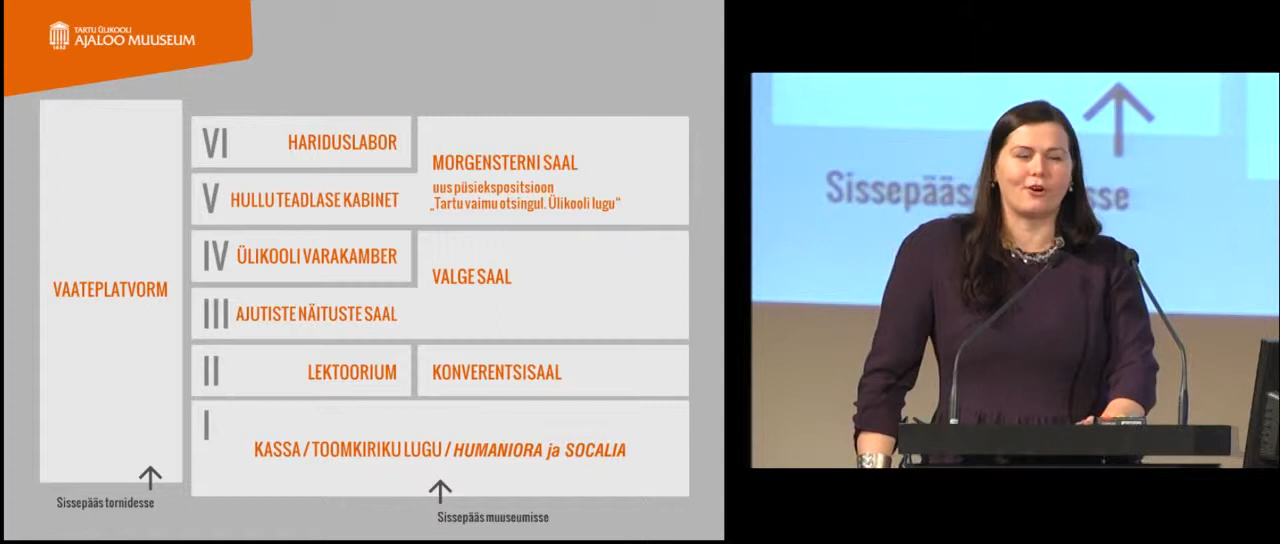 TARTU ÜLIKOOLI
AJALOO MUUSEUM
1632
VAATEPLATVORM
VI HARIDUSLABOR
MORGENSTERNI SAAL
uus püsiekspositsioon
„Tartu vaimu otsingul. Ülikooli lugu“
V HULLU TEADLASE KABINET
IV ÜLIKOOLI VARAKAMBER
VALGE SAAL
III AJUTISTE NÄITUSTE SAAL
II LEKTOORIUM
KONVERENTSISAAL
I
KASSA / TOOMKIRIKU LUGU / HUMANIORA ja SOCALIA
Sissepääs tornidesse
Sissepääs muuseumisse
Sissepääs sse